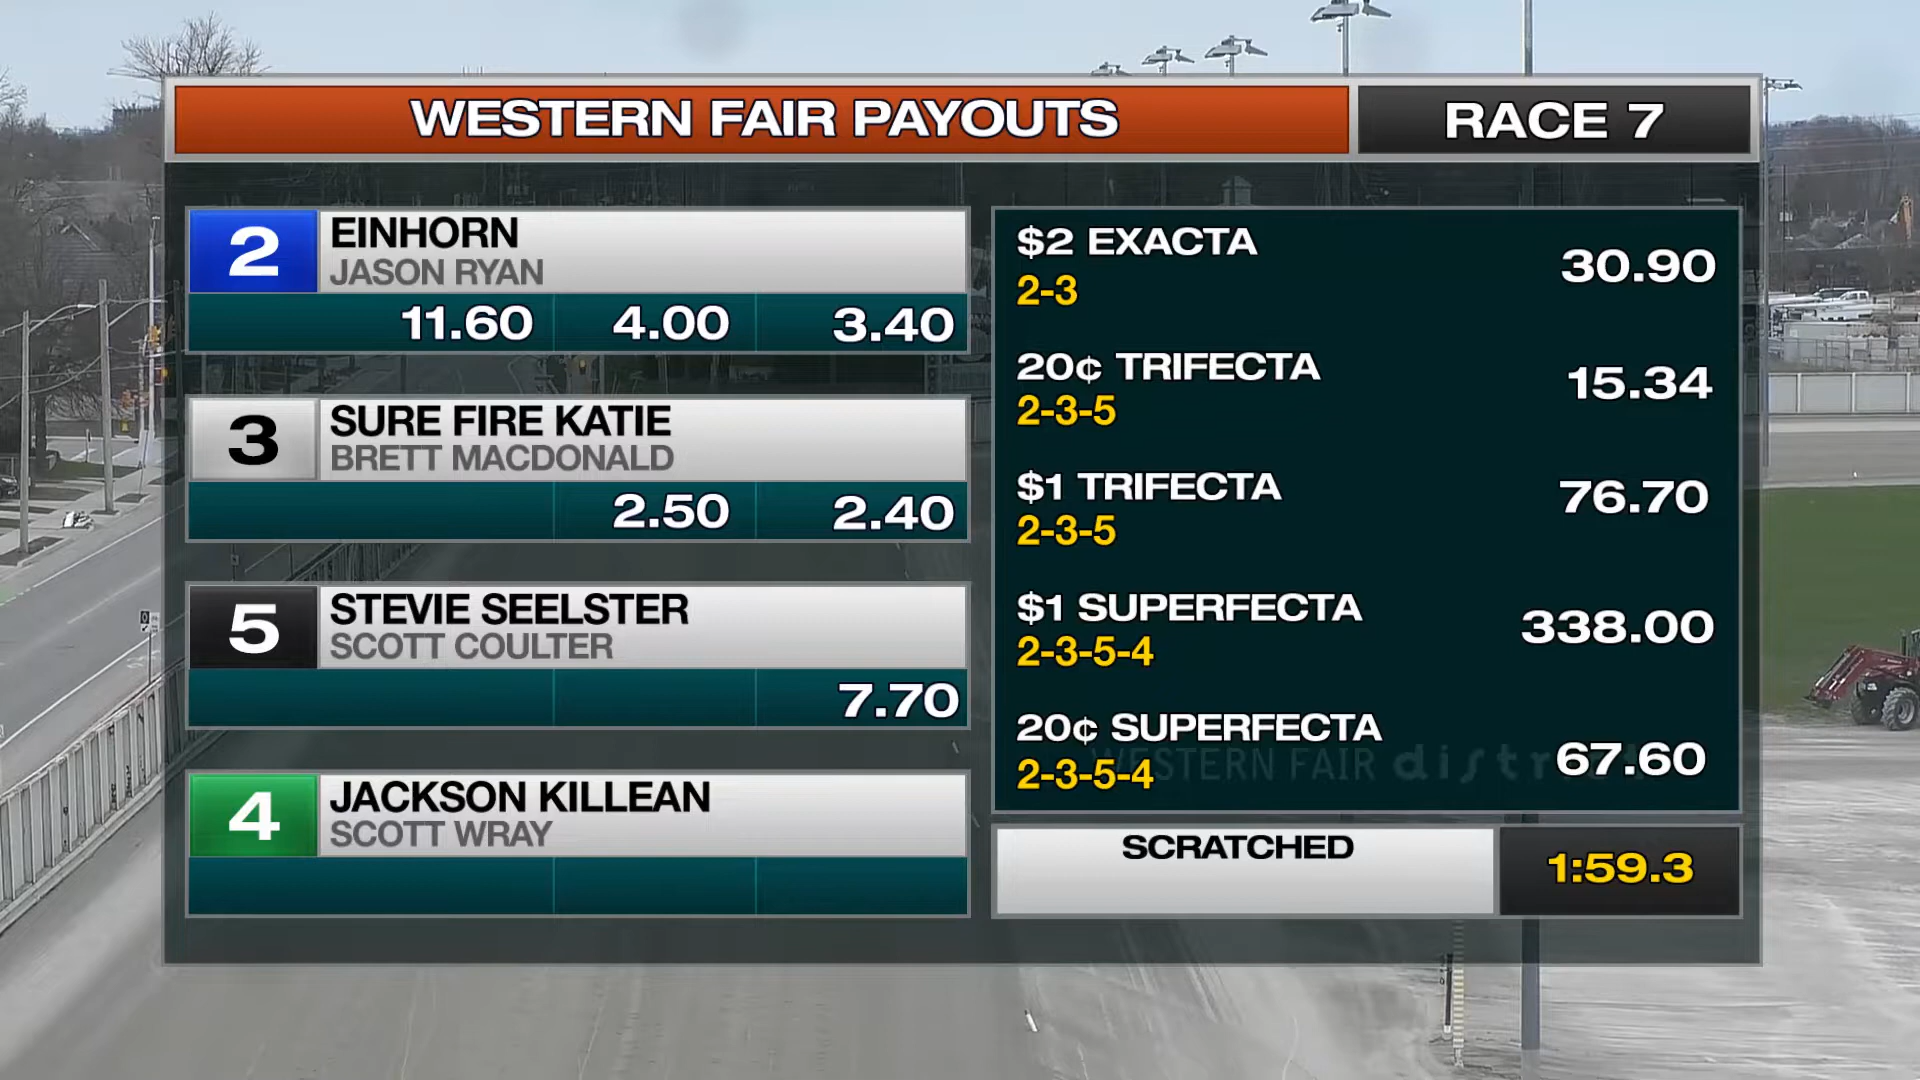 WESTERN FAIR PAYOUTS
RACE 7
2
EINHORN
JASON RYAN
11.60 4.00 3.40
3
SURE FIRE KATIE
BRETT MACDONALD
2.50 2.40
5
STEVIE SEELSTER
SCOTT COULTER
7.70
4
JACKSON KILLEAN
SCOTT WRAY
$2 EXACTA
2-3
30.90
20¢ TRIFECTA
2-3-5
15.34
$1 TRIFECTA
2-3-5
76.70
$1 SUPERFECTA
2-3-5-4
338.00
20¢ SUPERFECTA
2-3-5-4
67.60
WESTERN FAIR
SCRATCHED
1:59.3